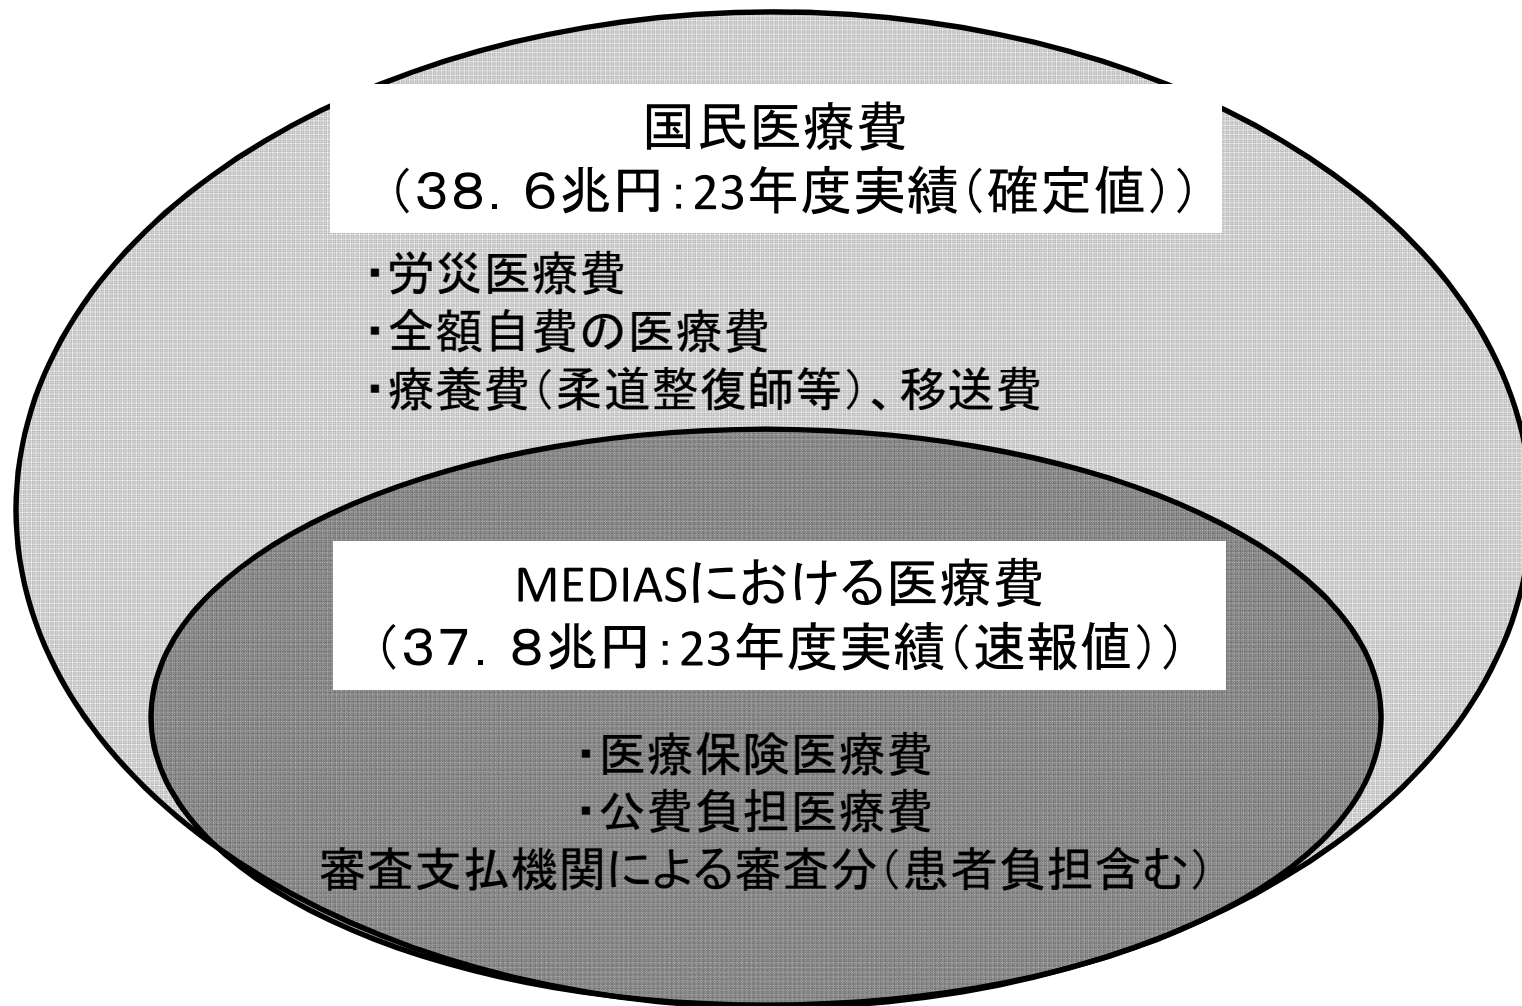 国民医療費
（３８．６兆円：23年度実績（確定値））
・労災医療費
・全額自費の医療費
・療養費（柔道整復師等）、移送費
MEDIASにおける医療費
（３７．８兆円：23年度実績（速報値））
・医療保険医療費
・公費負担医療費
審査支払機関による審査分（患者負担含む）